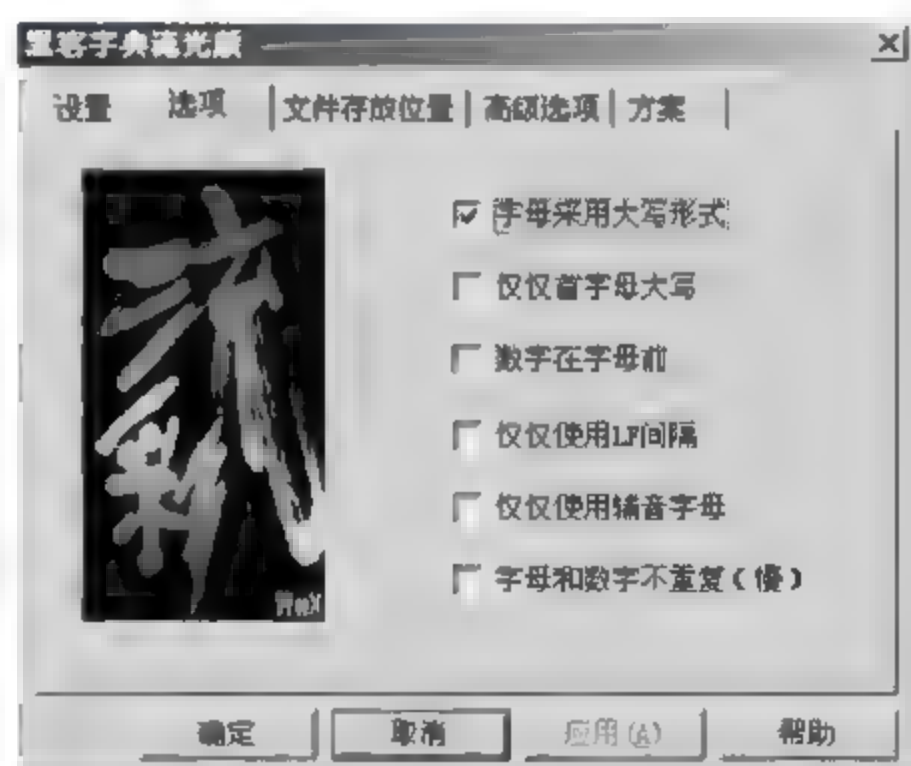 黑客字典流光版
设置 选项 文件存放位置 高级选项 方案
字母采用大写形式
仅仅首字母大写
数字在字母前
仅仅使用LF间隔
仅仅使用辅音字母
字母和数字不重复(慢)
确定 取消 应用(A) 帮助